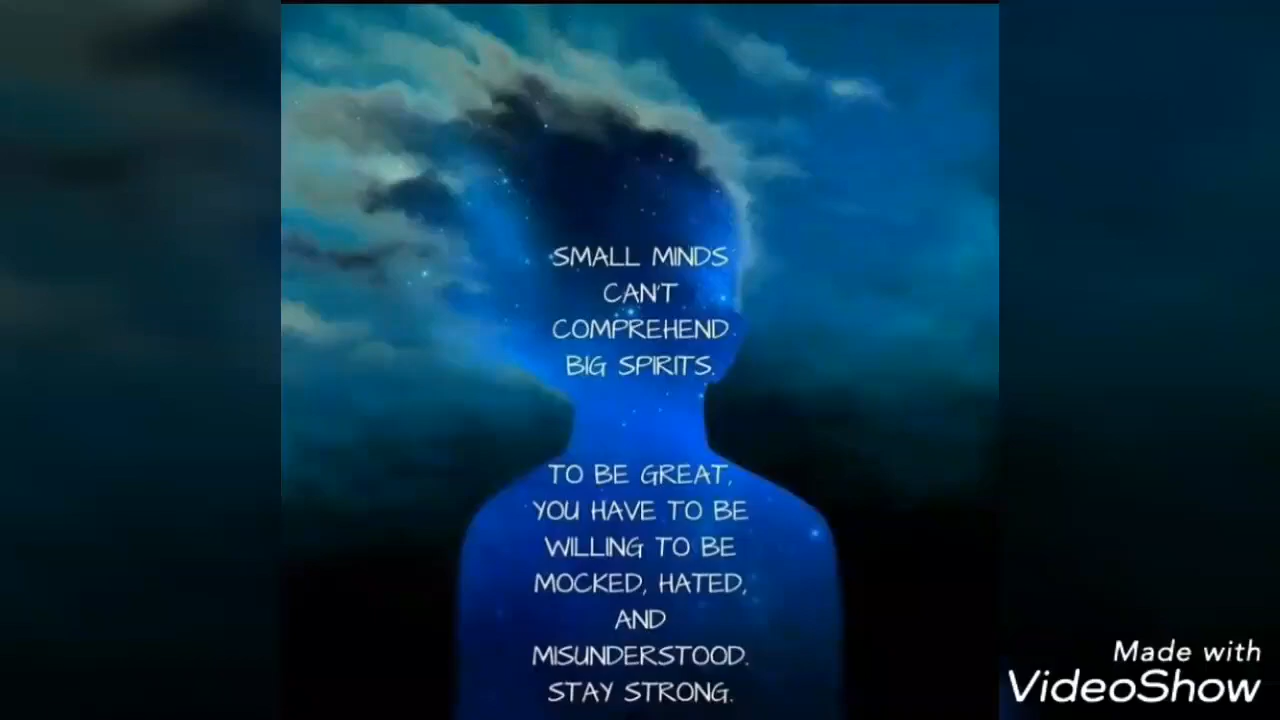 SMALL MINDS
CAN'T
COMPREHEND
BIG SPIRITS.
TO BE GREAT,
YOU HAVE TO BE
WILLING TO BE
MOCKED, HATED,
AND
MISUNDERSTOOD.
STAY STRONG.
Made with
VideoShow